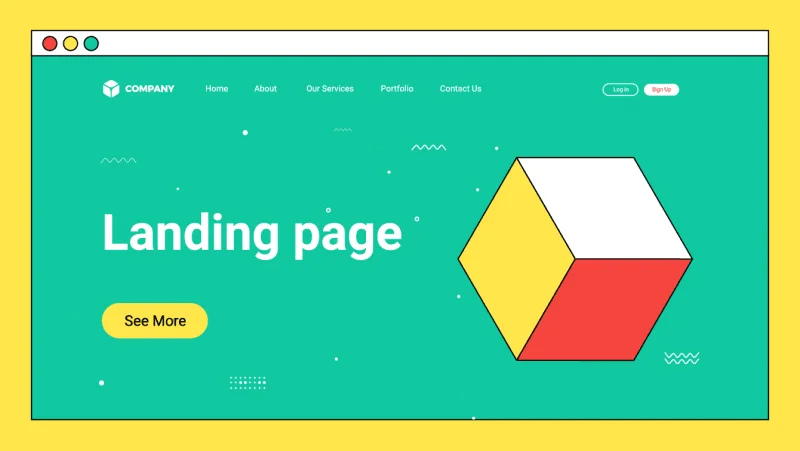 COMPANY Home About Our Services Portfolio Contact Us Log in Sign Up
Landing page
See More